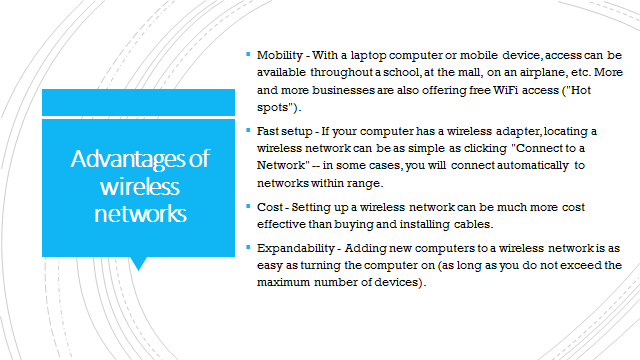 Advantages of
wireless
networks
Mobility - With a laptop computer or mobile device, access can be
available throughout a school, at the mall, on an airplane, etc. More
and more businesses are also offering free WiFi access ("Hot
spots").
Fast setup - If your computer has a wireless adapter, locating a
wireless network can be as simple as clicking "Connect to a
Network" -- in some cases, you will connect automatically to
networks within range.
Cost - Setting up a wireless network can be much more cost
effective than buying and installing cables.
Expandability - Adding new computers to a wireless network is as
easy as turning the computer on (as long as you do not exceed the
maximum number of devices).